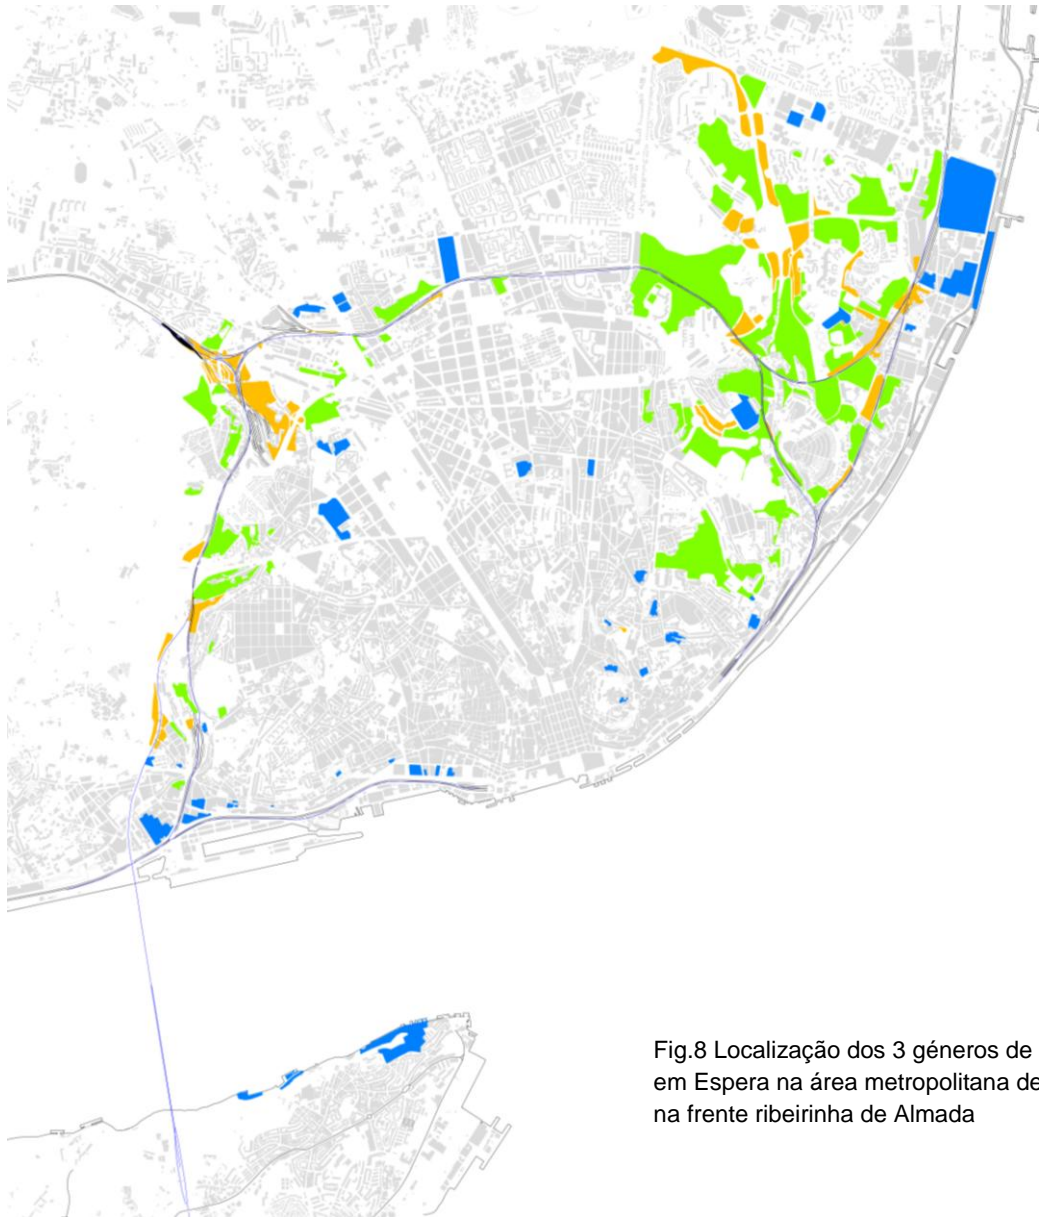 Fig.8 Localização dos 3 géneros de
em Espera na área metropolitana de
na frente ribeirinha de Almada